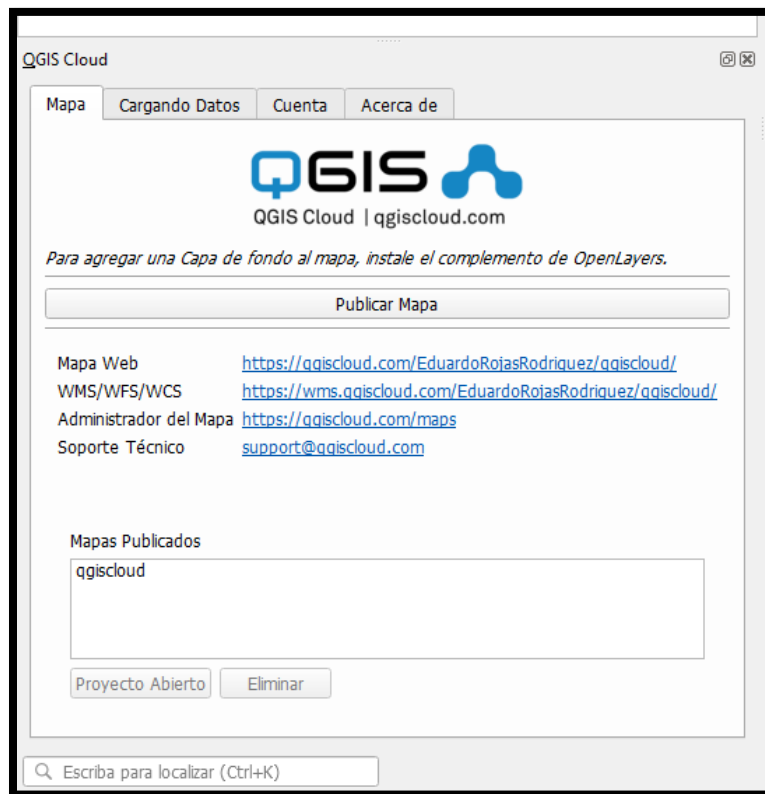 QGIS Cloud
Mapa
Cargando Datos
Cuenta
Acerca de
QGIS
QGIS Cloud | qgiscloud.com
Para agregar una Capa de fondo al mapa, instale el complemento de OpenLayers.
Publicar Mapa
Mapa Web https://qgiscloud.com/EduardoRojasRodriguez/qgiscloud/
WMS/WFS/WCS https://wms.qgiscloud.com/EduardoRojasRodriguez/qgiscloud/
Administrador del Mapa https://qgiscloud.com/maps
Soporte Técnico support@qgiscloud.com
Mapas Publicados
qgiscloud
Proyecto Abierto
Eliminar
Escriba para localizar (Ctrl+K)